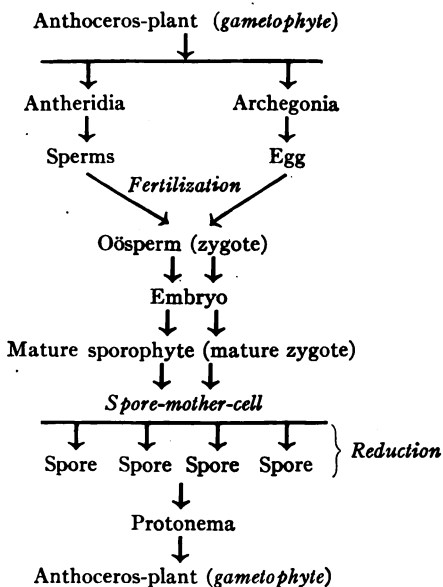 Anthoceros-plant (gametophyte)
Antheridia Archegonia
Sperms Egg
Fertilization
Oösperm (zygote)
Embryo
Mature sporophyte (mature zygote)
Spore-mother-cell
Spore Spore Spore Spore } Reduction
Protonema
Anthoceros-plant (gametophyte)